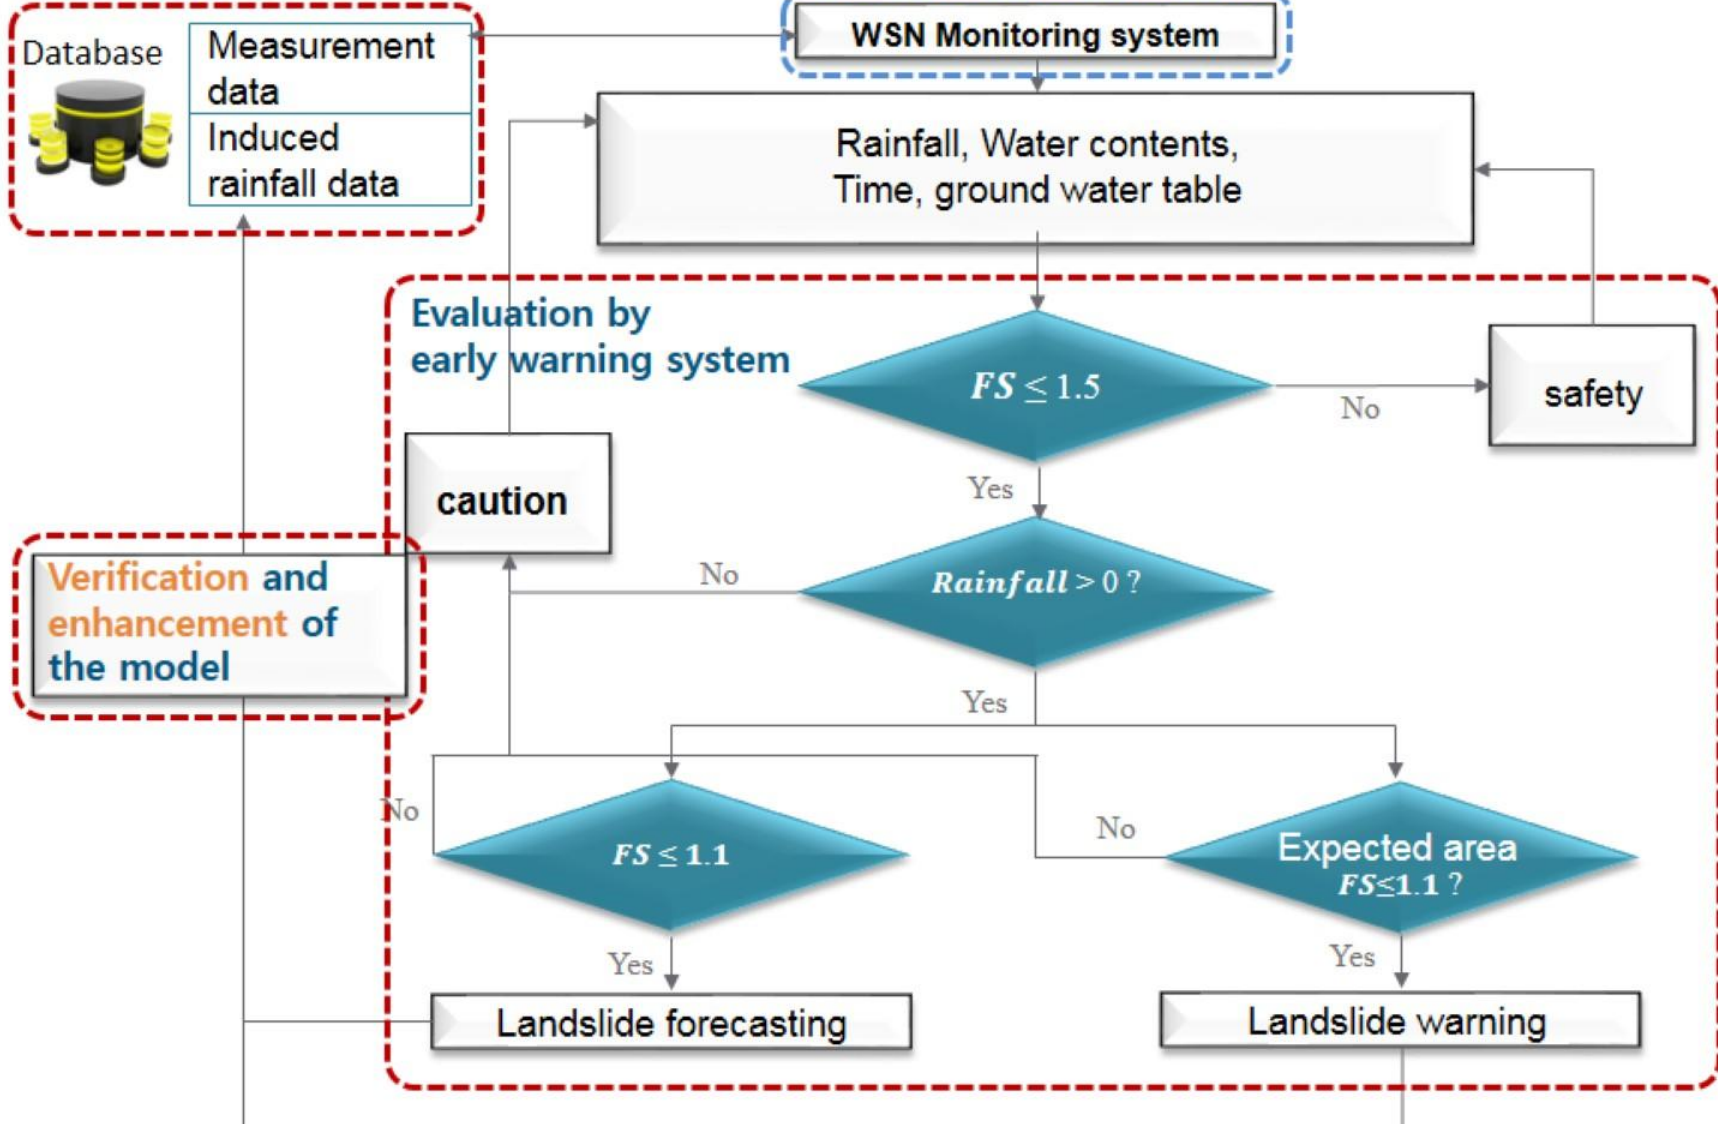 WSN Monitoring system
Database
Measurement
data
Induced
rainfall data
Rainfall, Water contents,
Time, ground water table
Evaluation by
early warning system
FS ≤ 1.5
No
safety
Yes
caution
Rainfall > 0 ?
No
Verification and
enhancement of
the model
Yes
No
FS ≤ 1.1
No
Expected area
FS≤1.1 ?
Yes
Yes
Landslide forecasting
Landslide warning